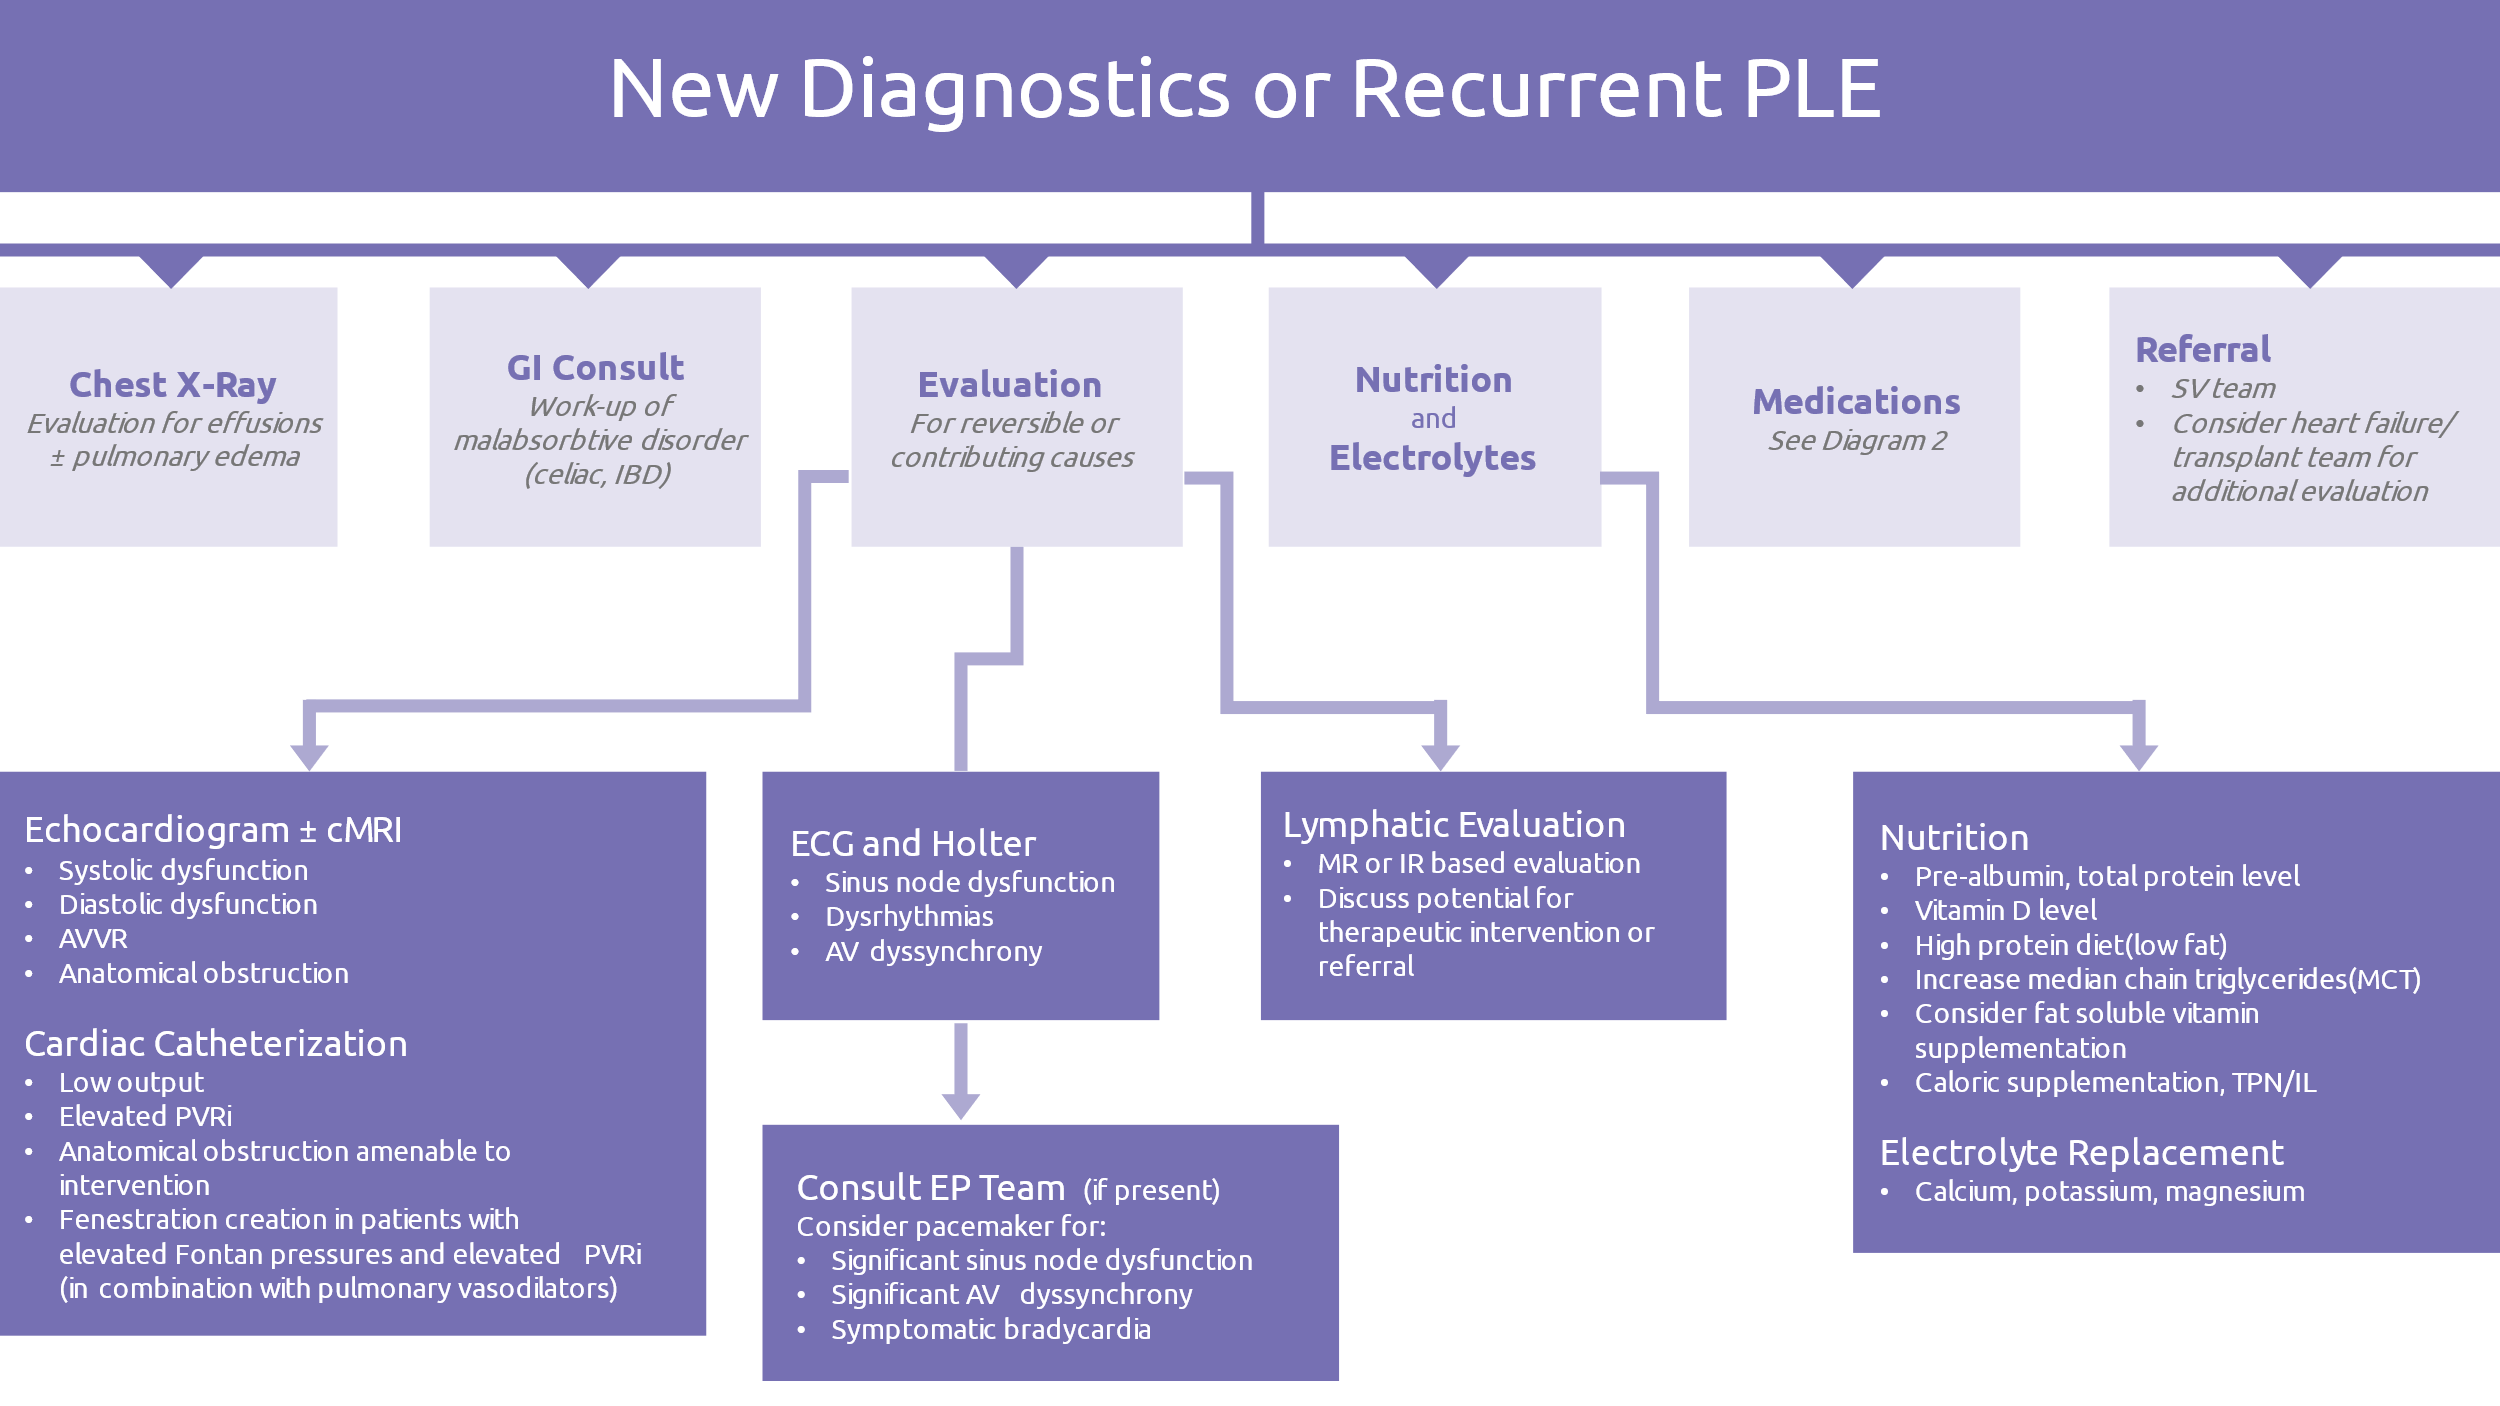 New Diagnostics or Recurrent PLE
Chest X-Ray
Evaluation for effusions
± pulmonary edema
GI Consult
Work-up of
malabsorbtive disorder
(celiac, IBD)
Evaluation
For reversible or
contributing causes
Nutrition
and
Electrolytes
Medications
See Diagram 2
Referral
• SV team
• Consider heart failure/
transplant team for
additional evaluation
Echocardiogram ± cMRI
• Systolic dysfunction
• Diastolic dysfunction
• AVVR
• Anatomical obstruction
Cardiac Catheterization
• Low output
• Elevated PVRi
• Anatomical obstruction amenable to
intervention
• Fenestration creation in patients with
elevated Fontan pressures and elevated PVRi
(in combination with pulmonary vasodilators)
ECG and Holter
• Sinus node dysfunction
• Dysrhythmias
• AV dyssynchrony
Consult EP Team (if present)
Consider pacemaker for:
• Significant sinus node dysfunction
• Significant AV dyssynchrony
• Symptomatic bradycardia
Lymphatic Evaluation
• MR or IR based evaluation
• Discuss potential for
therapeutic intervention or
referral
Nutrition
• Pre-albumin, total protein level
• Vitamin D level
• High protein diet(low fat)
• Increase median chain triglycerides(MCT)
• Consider fat soluble vitamin
supplementation
• Caloric supplementation, TPN/IL
Electrolyte Replacement
• Calcium, potassium, magnesium